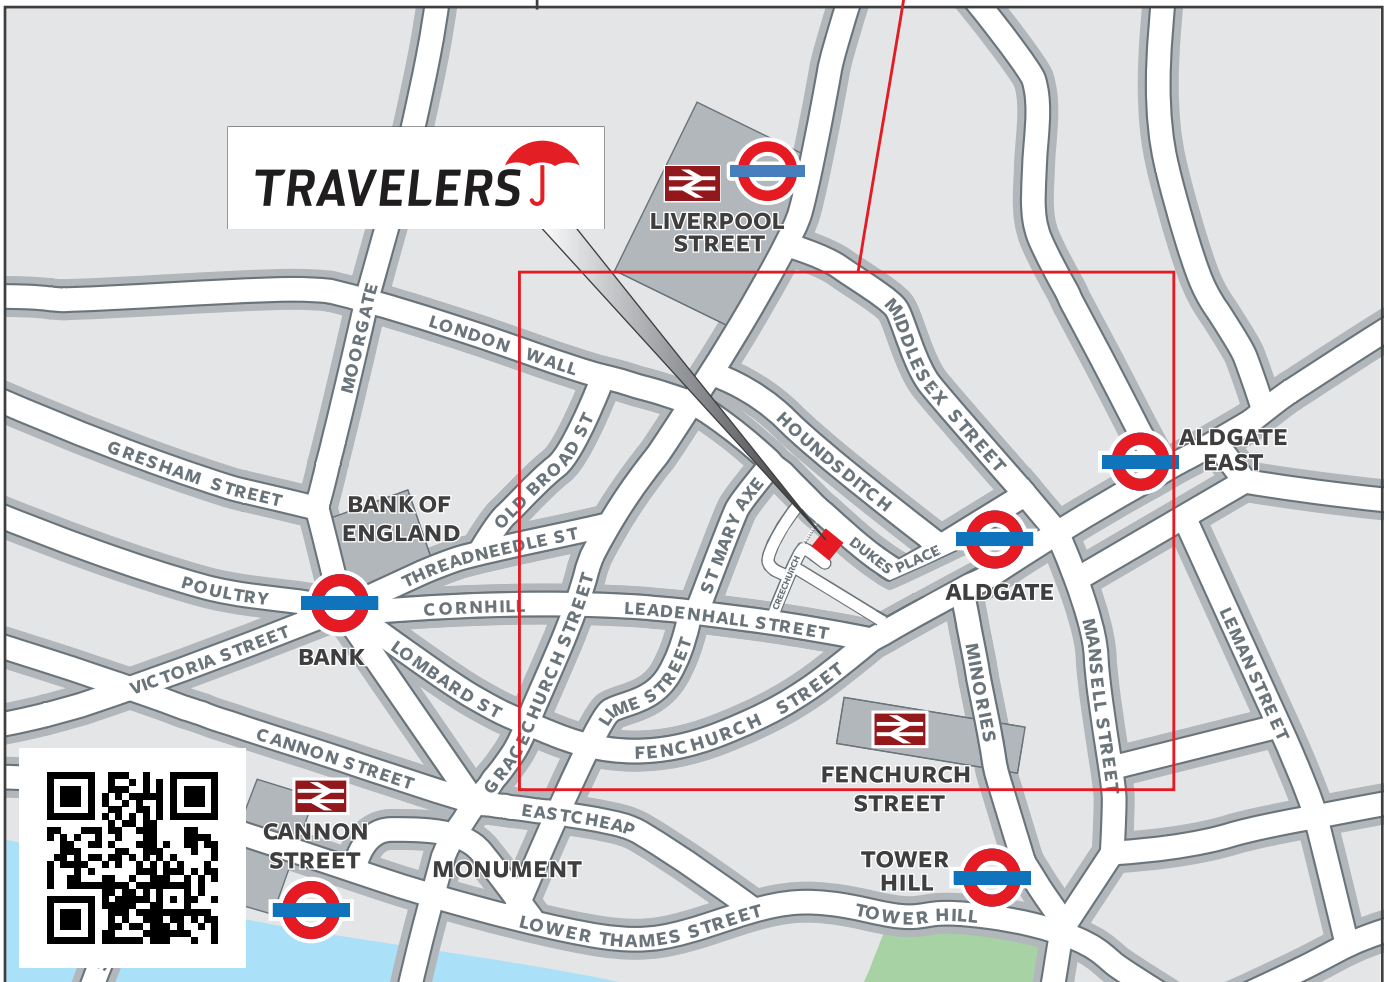 TRAVELERS
LIVERPOOL
STREET
MOORGATE
LONDON WALL
MIDDLESEX STREET
HOUNDSDITCH
GRESHAM STREET
OLD BROAD ST
ALDGATE
EAST
BANK OF
ENGLAND
THREADNEEDLE ST
ST MARY AXE
DUKES PLACE
CREECHURCH
ALDGATE
POULTRY
CORNHILL
LEADENHALL STREET
VICTORIA STREET
BANK
LOMBARD ST
GRACECHURCH STREET
LIME STREET
FENCHURCH STREET
MINORIES
MANSELL STREET
LEMAN STREET
CANNON STREET
FENCHURCH
STREET
EASTCHEAP
CANNON
STREET
MONUMENT
TOWER
HILL
LOWER THAMES STREET
TOWER HILL